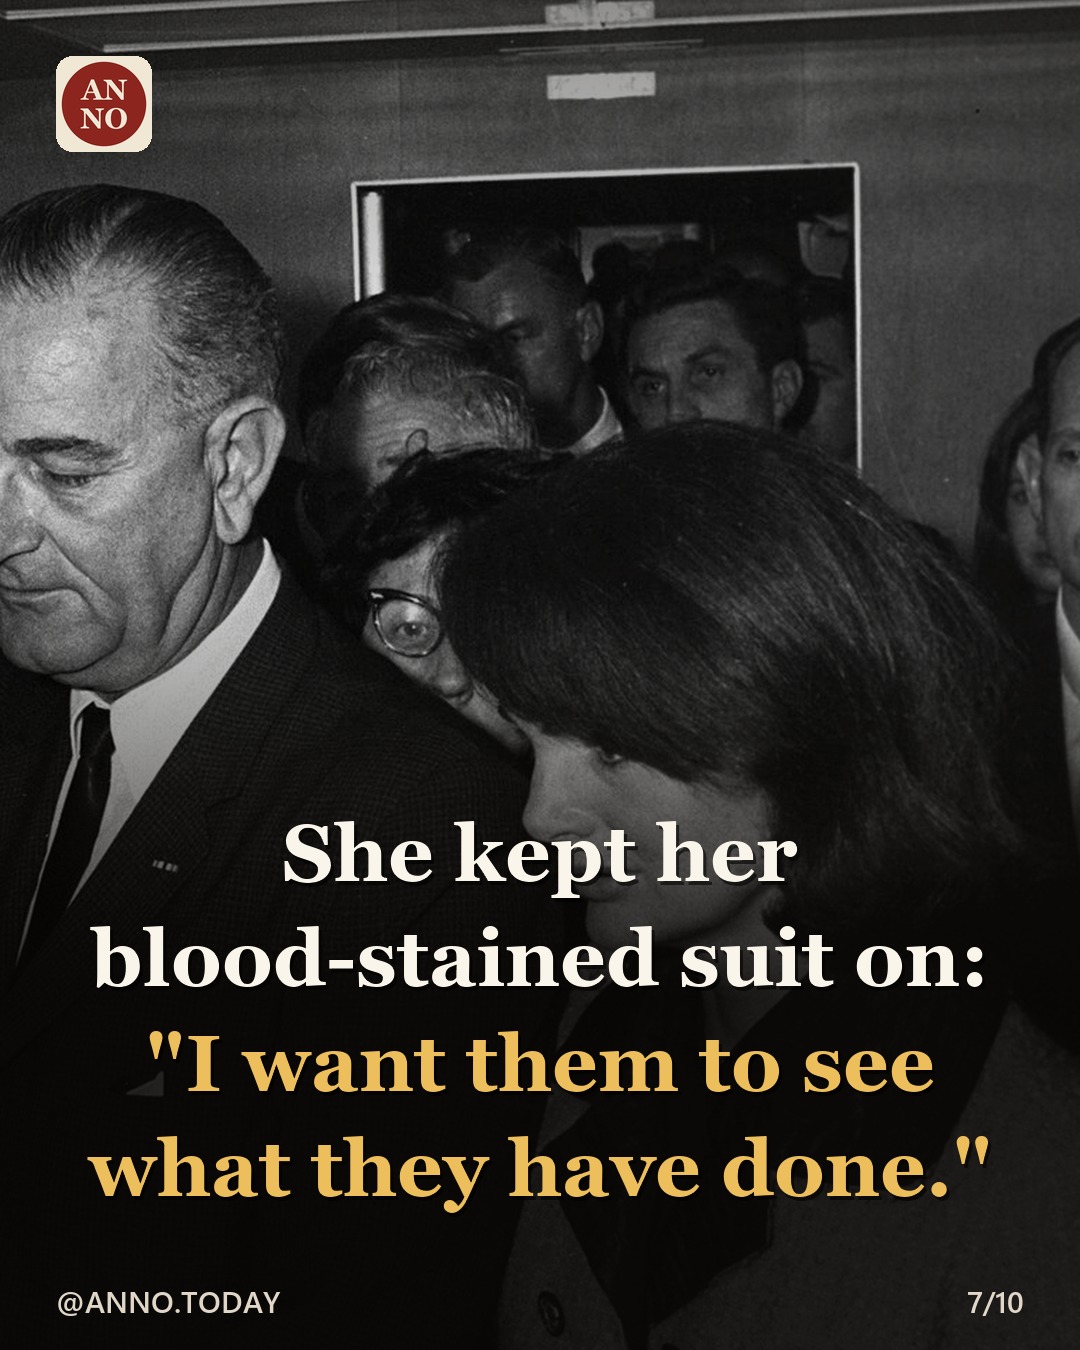 AN
NO
She kept her
blood-stained suit on:
"I want them to see
what they have done."
@ANNO.TODAY
7/10